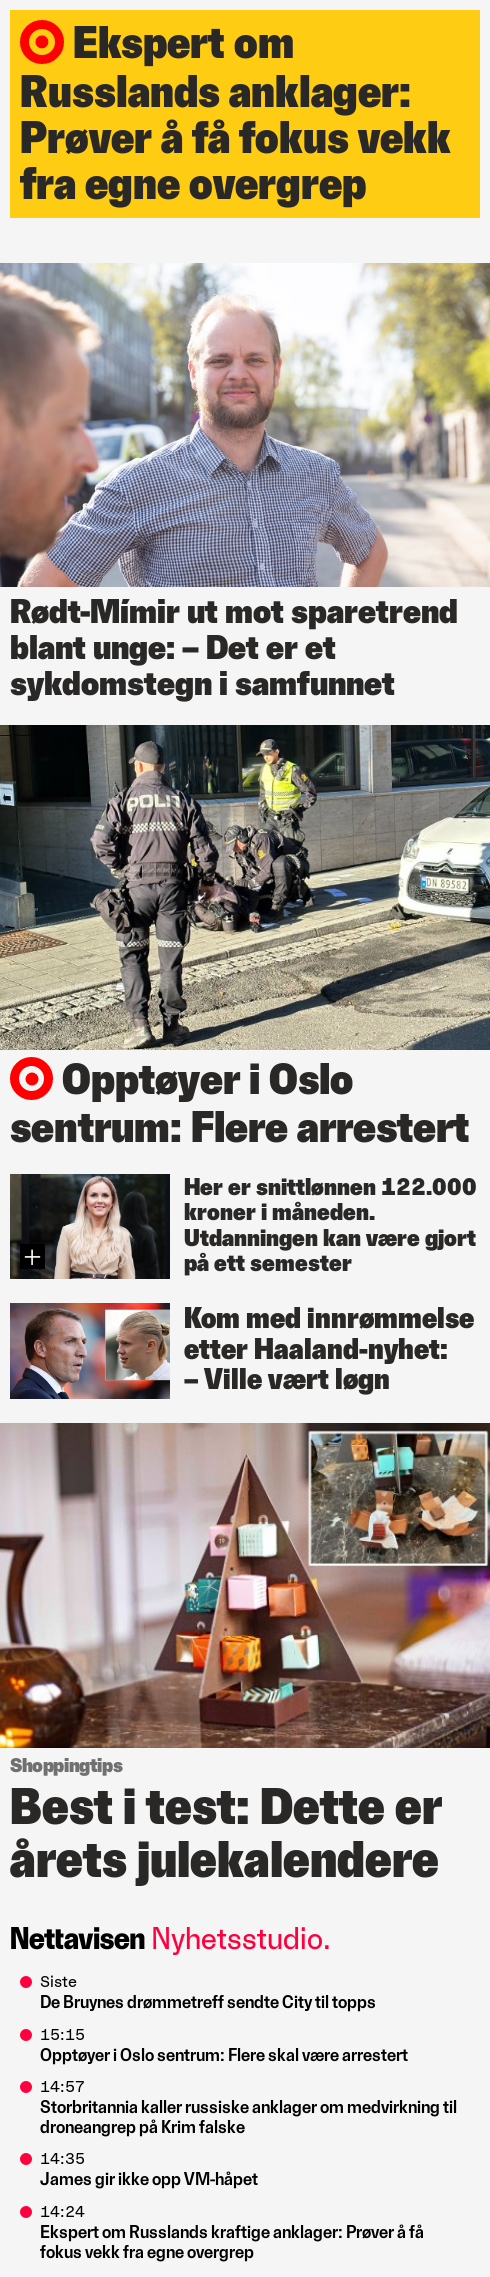 Ekspert om
Russlands anklager:
Prøver å få fokus vekk
fra egne overgrep
Rødt-Mímir ut mot sparetrend
blant unge: – Det er et
sykdomstegn i samfunnet
POLITI
DN 89582
Opptøyer i Oslo
sentrum: Flere arrestert
Her er snittlønnen 122.000
kroner i måneden.
Utdanningen kan være gjort
på ett semester
Kom med innrømmelse
etter Haaland-nyhet:
– Ville vært løgn
Shoppingtips
Best i test: Dette er
årets julekalendere
Nettavisen Nyhetsstudio.
Siste
De Bruynes drømmetreff sendte City til topps
15:15
Opptøyer i Oslo sentrum: Flere skal være arrestert
14:57
Storbritannia kaller russiske anklager om medvirkning til
droneangrep på Krim falske
14:35
James gir ikke opp VM-håpet
14:24
Ekspert om Russlands kraftige anklager: Prøver å få
fokus vekk fra egne overgrep